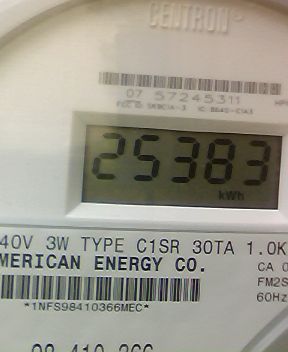 CENTRON®
07 57245311
25383
kWh
40V 3W TYPE C1SR 30TA 1.0K
MERICAN ENERGY CO.
CA 0
FM2S
60Hz
*1NFS98410366MEC*